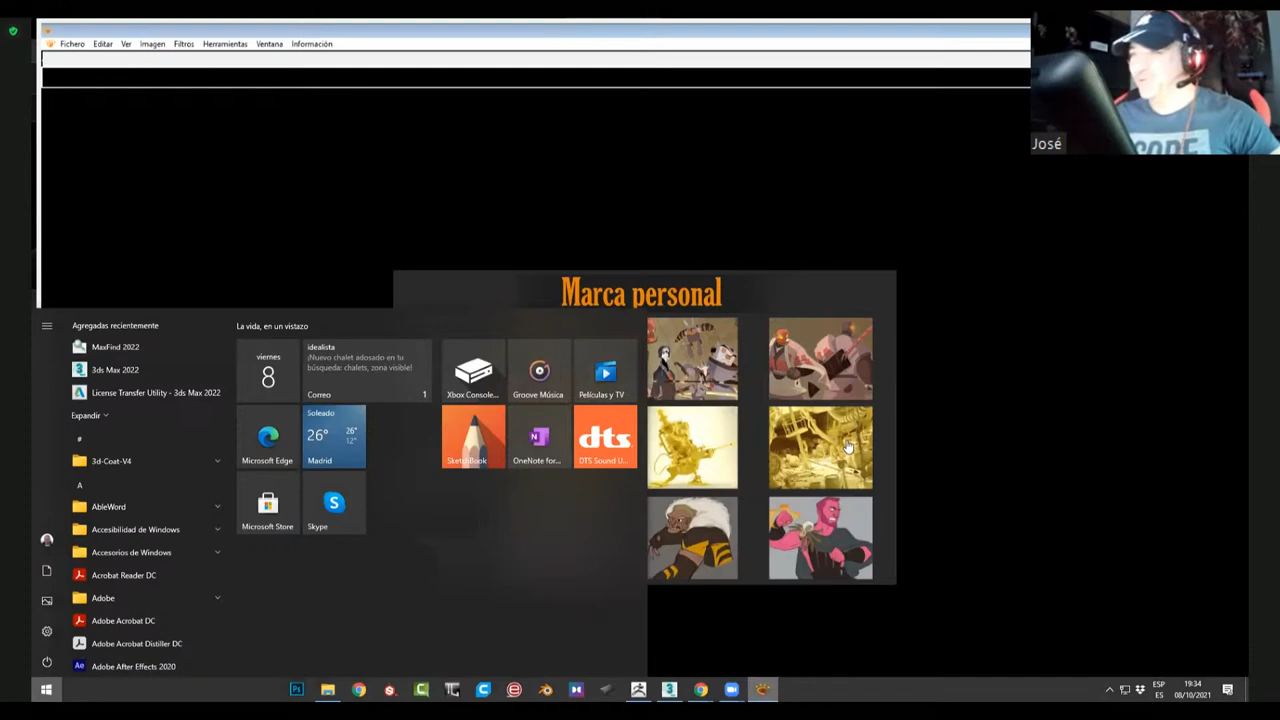 Fichero Editar Ver Imagen Filtros Herramientas Ventana Información
José
CODE
Marca personal
Agregadas recientemente
MaxFind 2022
3ds Max 2022
License Transfer Utility - 3ds Max 2022
Expandir
#
3d-Coat-V4
A
AbleWord
Accesibilidad de Windows
Accesorios de Windows
Acrobat Reader DC
Adobe
Adobe Acrobat DC
Adobe Acrobat Distiller DC
Adobe After Effects 2020
La vida, en un vistazo
viernes
8
idealista
¡Nuevo chalet adosado en tu
búsqueda: chalets, zona visible!
Correo 1
Xbox Console...
Groove Música
Películas y TV
Microsoft Edge
Soleado
26° 26°
12°
Madrid
SketchBook
OneNote for...
dts
DTS Sound U...
Microsoft Store
Skype
ESP
ES
19:34
08/10/2021